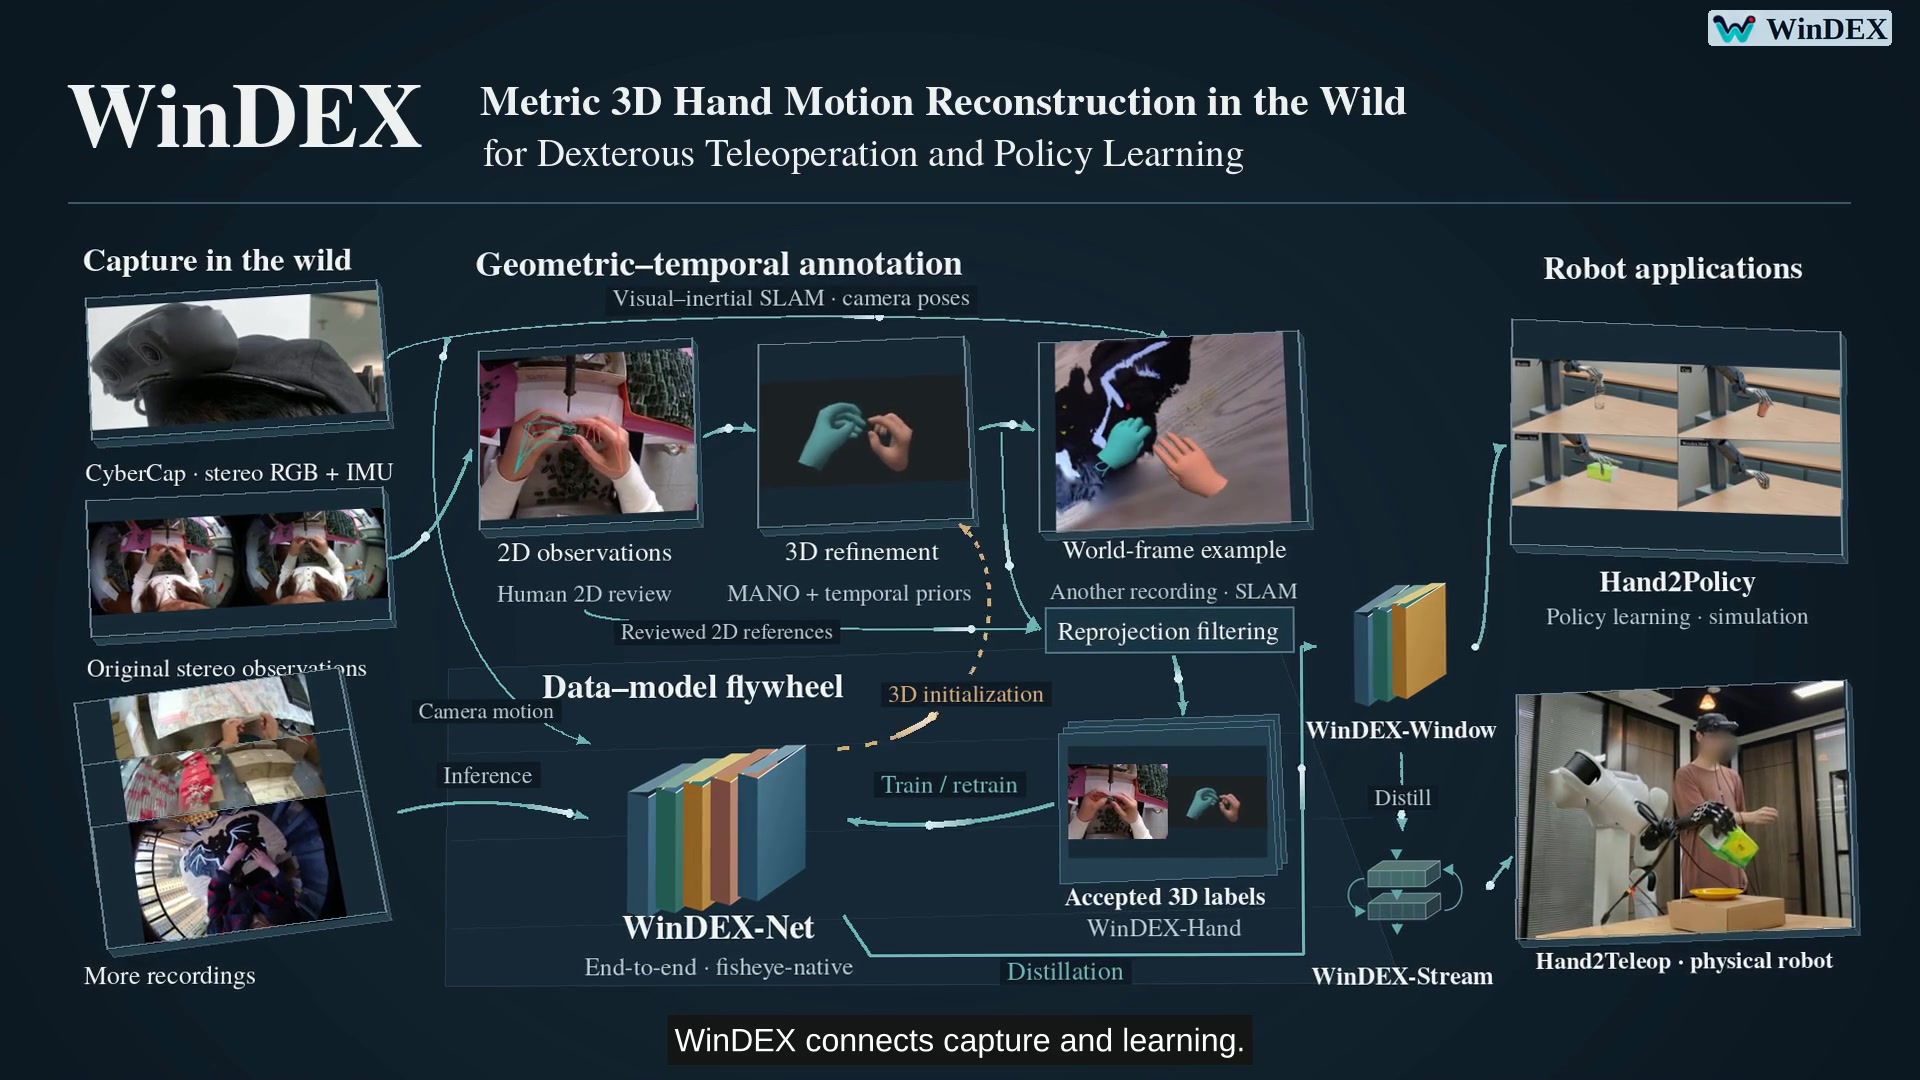 WinDEX
WinDEX
Metric 3D Hand Motion Reconstruction in the Wild
for Dexterous Teleoperation and Policy Learning
Capture in the wild
CyberCap · stereo RGB + IMU
Original stereo observations
More recordings
Geometric–temporal annotation
Visual–inertial SLAM · camera poses
2D observations
Human 2D review
3D refinement
MANO + temporal priors
World-frame example
Another recording · SLAM
Reviewed 2D references
Reprojection filtering
Data–model flywheel
3D initialization
Camera motion
Inference
Train / retrain
WinDEX-Net
End-to-end · fisheye-native
Accepted 3D labels
WinDEX-Hand
Distillation
WinDEX-Window
Distill
WinDEX-Stream
Robot applications
Hand2Policy
Policy learning · simulation
Hand2Teleop · physical robot
WinDEX connects capture and learning.